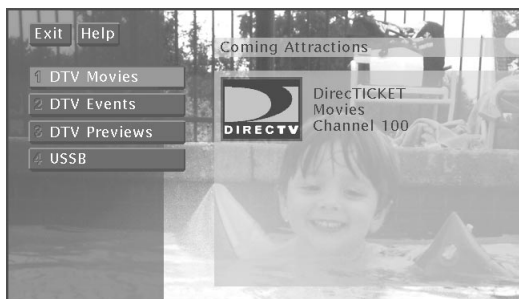 Exit Help
Coming Attractions
1 DTV Movies
2 DTV Events
3 DTV Previews
4 USSB
DIRECTV
DirecTICKET
Movies
Channel 100